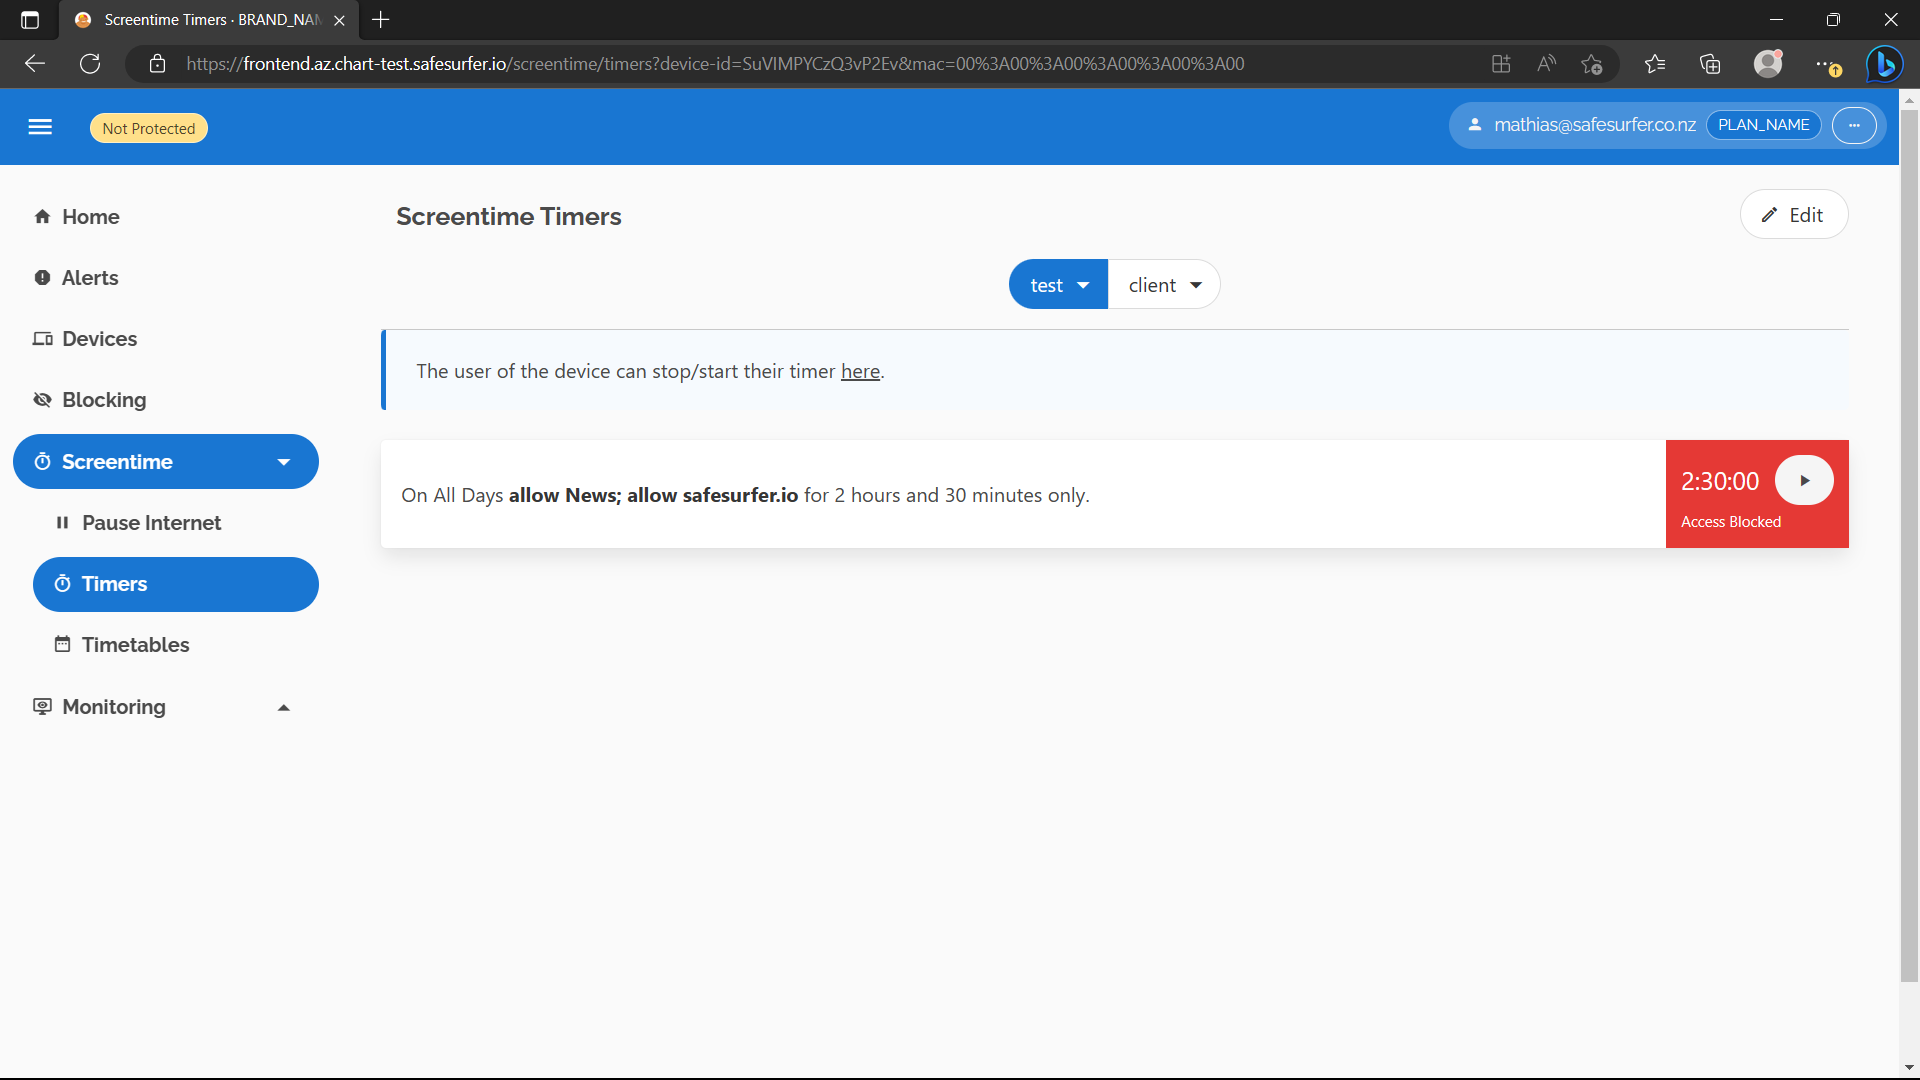 Screentime Timers · BRAND_NAM
https://frontend.az.chart-test.safesurfer.io/screentime/timers?device-id=SuVIMPYCzQ3vP2Ev&mac=00%3A00%3A00%3A00%3A00%3A00
Not Protected
mathias@safesurfer.co.nz PLAN_NAME ...
Home
Alerts
Devices
Blocking
Screentime
Pause Internet
Timers
Timetables
Monitoring
Screentime Timers
Edit
test client
The user of the device can stop/start their timer here.
On All Days allow News; allow safesurfer.io for 2 hours and 30 minutes only.
2:30:00
Access Blocked